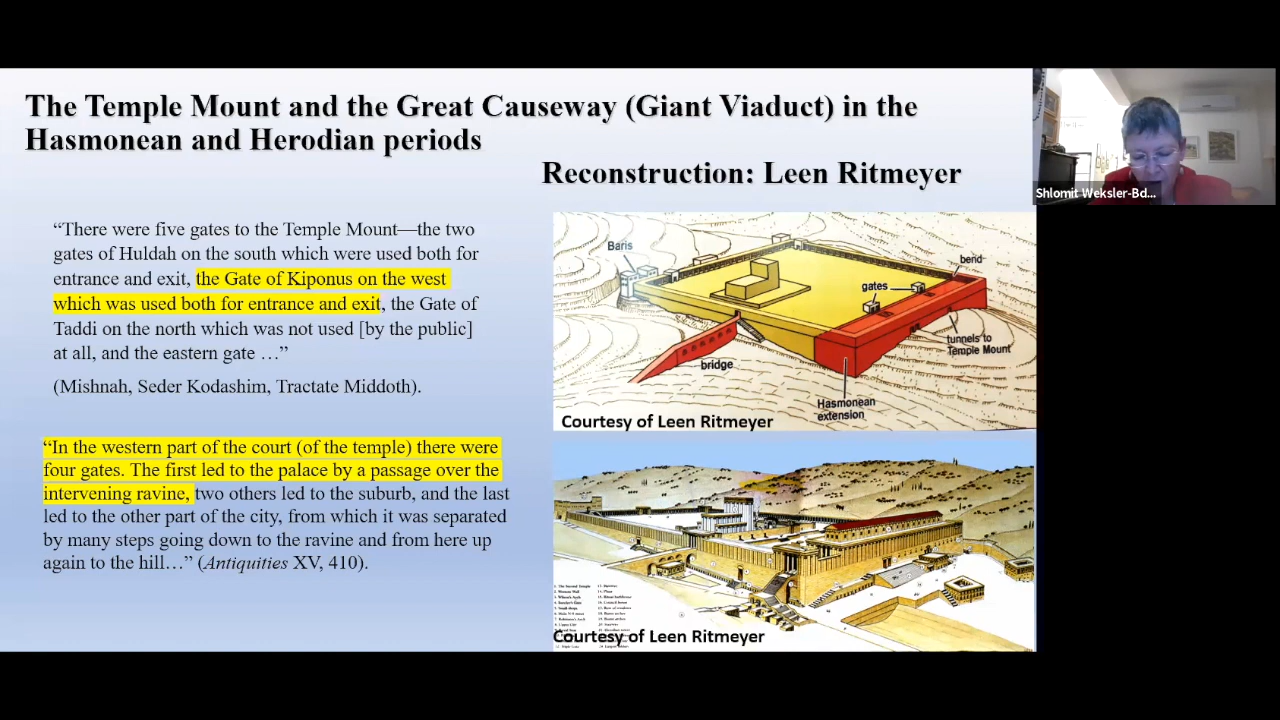 The Temple Mount and the Great Causeway (Giant Viaduct) in the
Hasmonean and Herodian periods
Reconstruction: Leen Ritmeyer
“There were five gates to the Temple Mount—the two
gates of Huldah on the south which were used both for
entrance and exit, the Gate of Kiponus on the west
which was used both for entrance and exit, the Gate of
Taddi on the north which was not used [by the public]
at all, and the eastern gate …”
(Mishnah, Seder Kodashim, Tractate Middoth).
“In the western part of the court (of the temple) there were
four gates. The first led to the palace by a passage over the
intervening ravine, two others led to the suburb, and the last
led to the other part of the city, from which it was separated
by many steps going down to the ravine and from here up
again to the hill…” (Antiquities XV, 410).
Baris
bend
gates
tunnels to
Temple Mount
bridge
Hasmonean
extension
Courtesy of Leen Ritmeyer
Courtesy of Leen Ritmeyer
Shlomit Weksler-Bd...